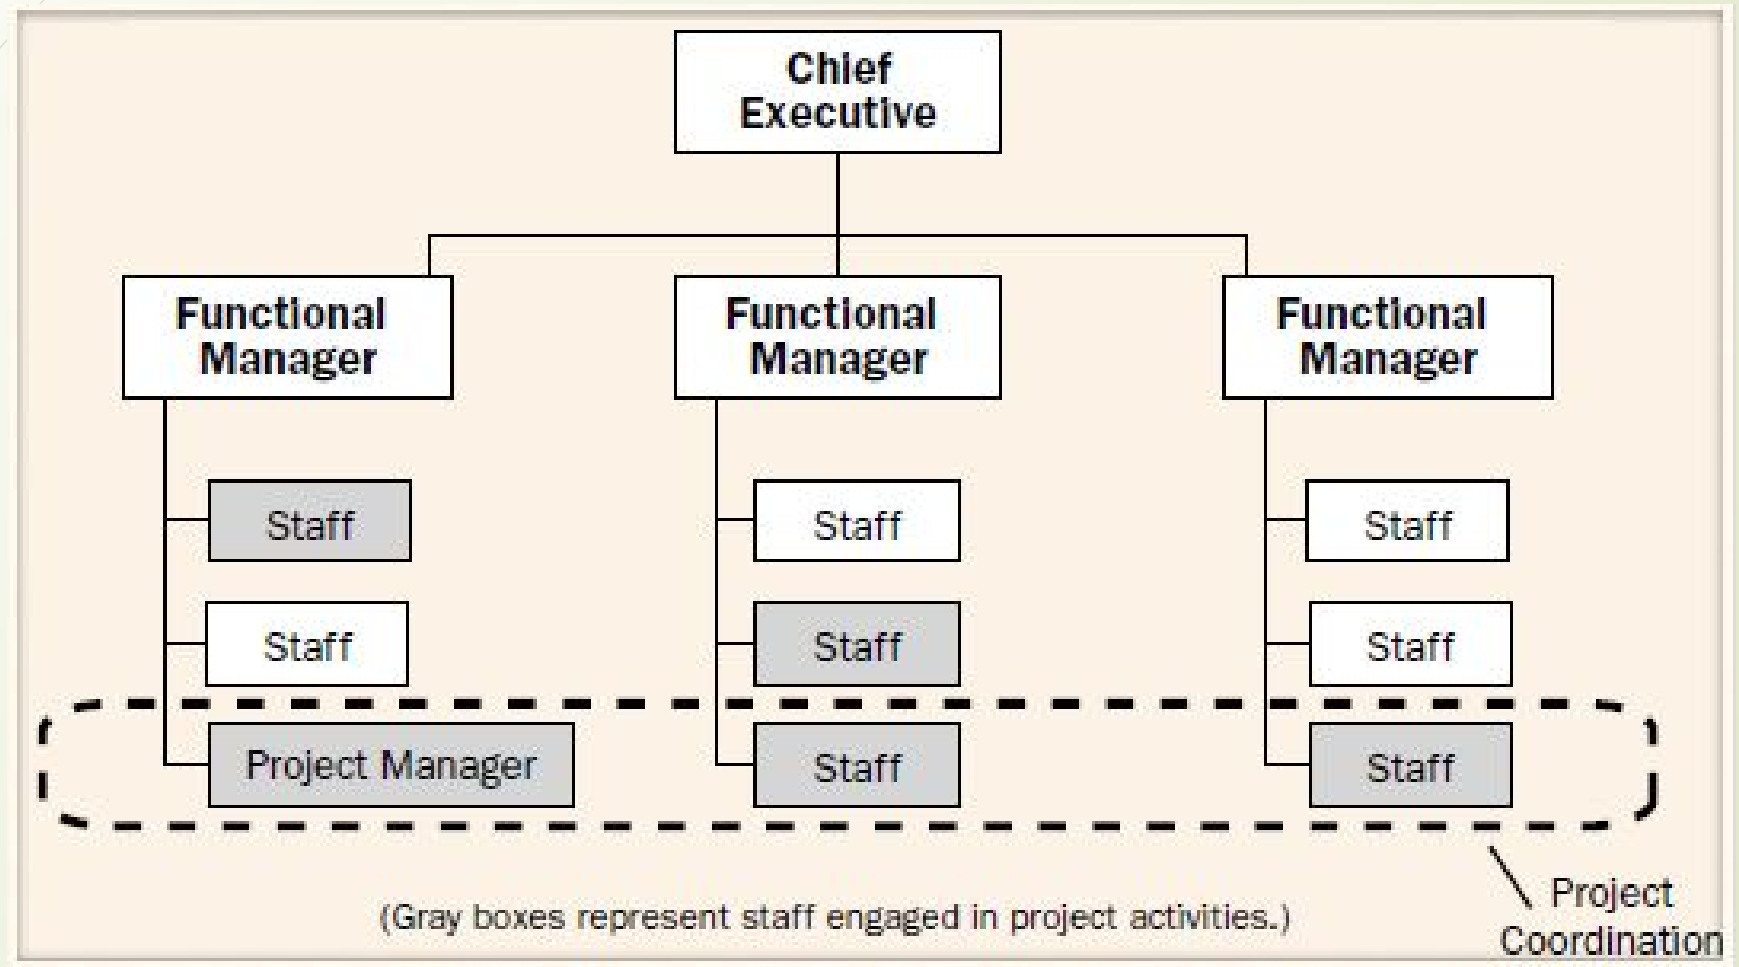 Chief
Executive
Functional
Manager
Functional
Manager
Functional
Manager
Staff
Staff
Staff
Staff
Staff
Staff
Project Manager
Staff
Staff
(Gray boxes represent staff engaged in project activities.)
Project
Coordination